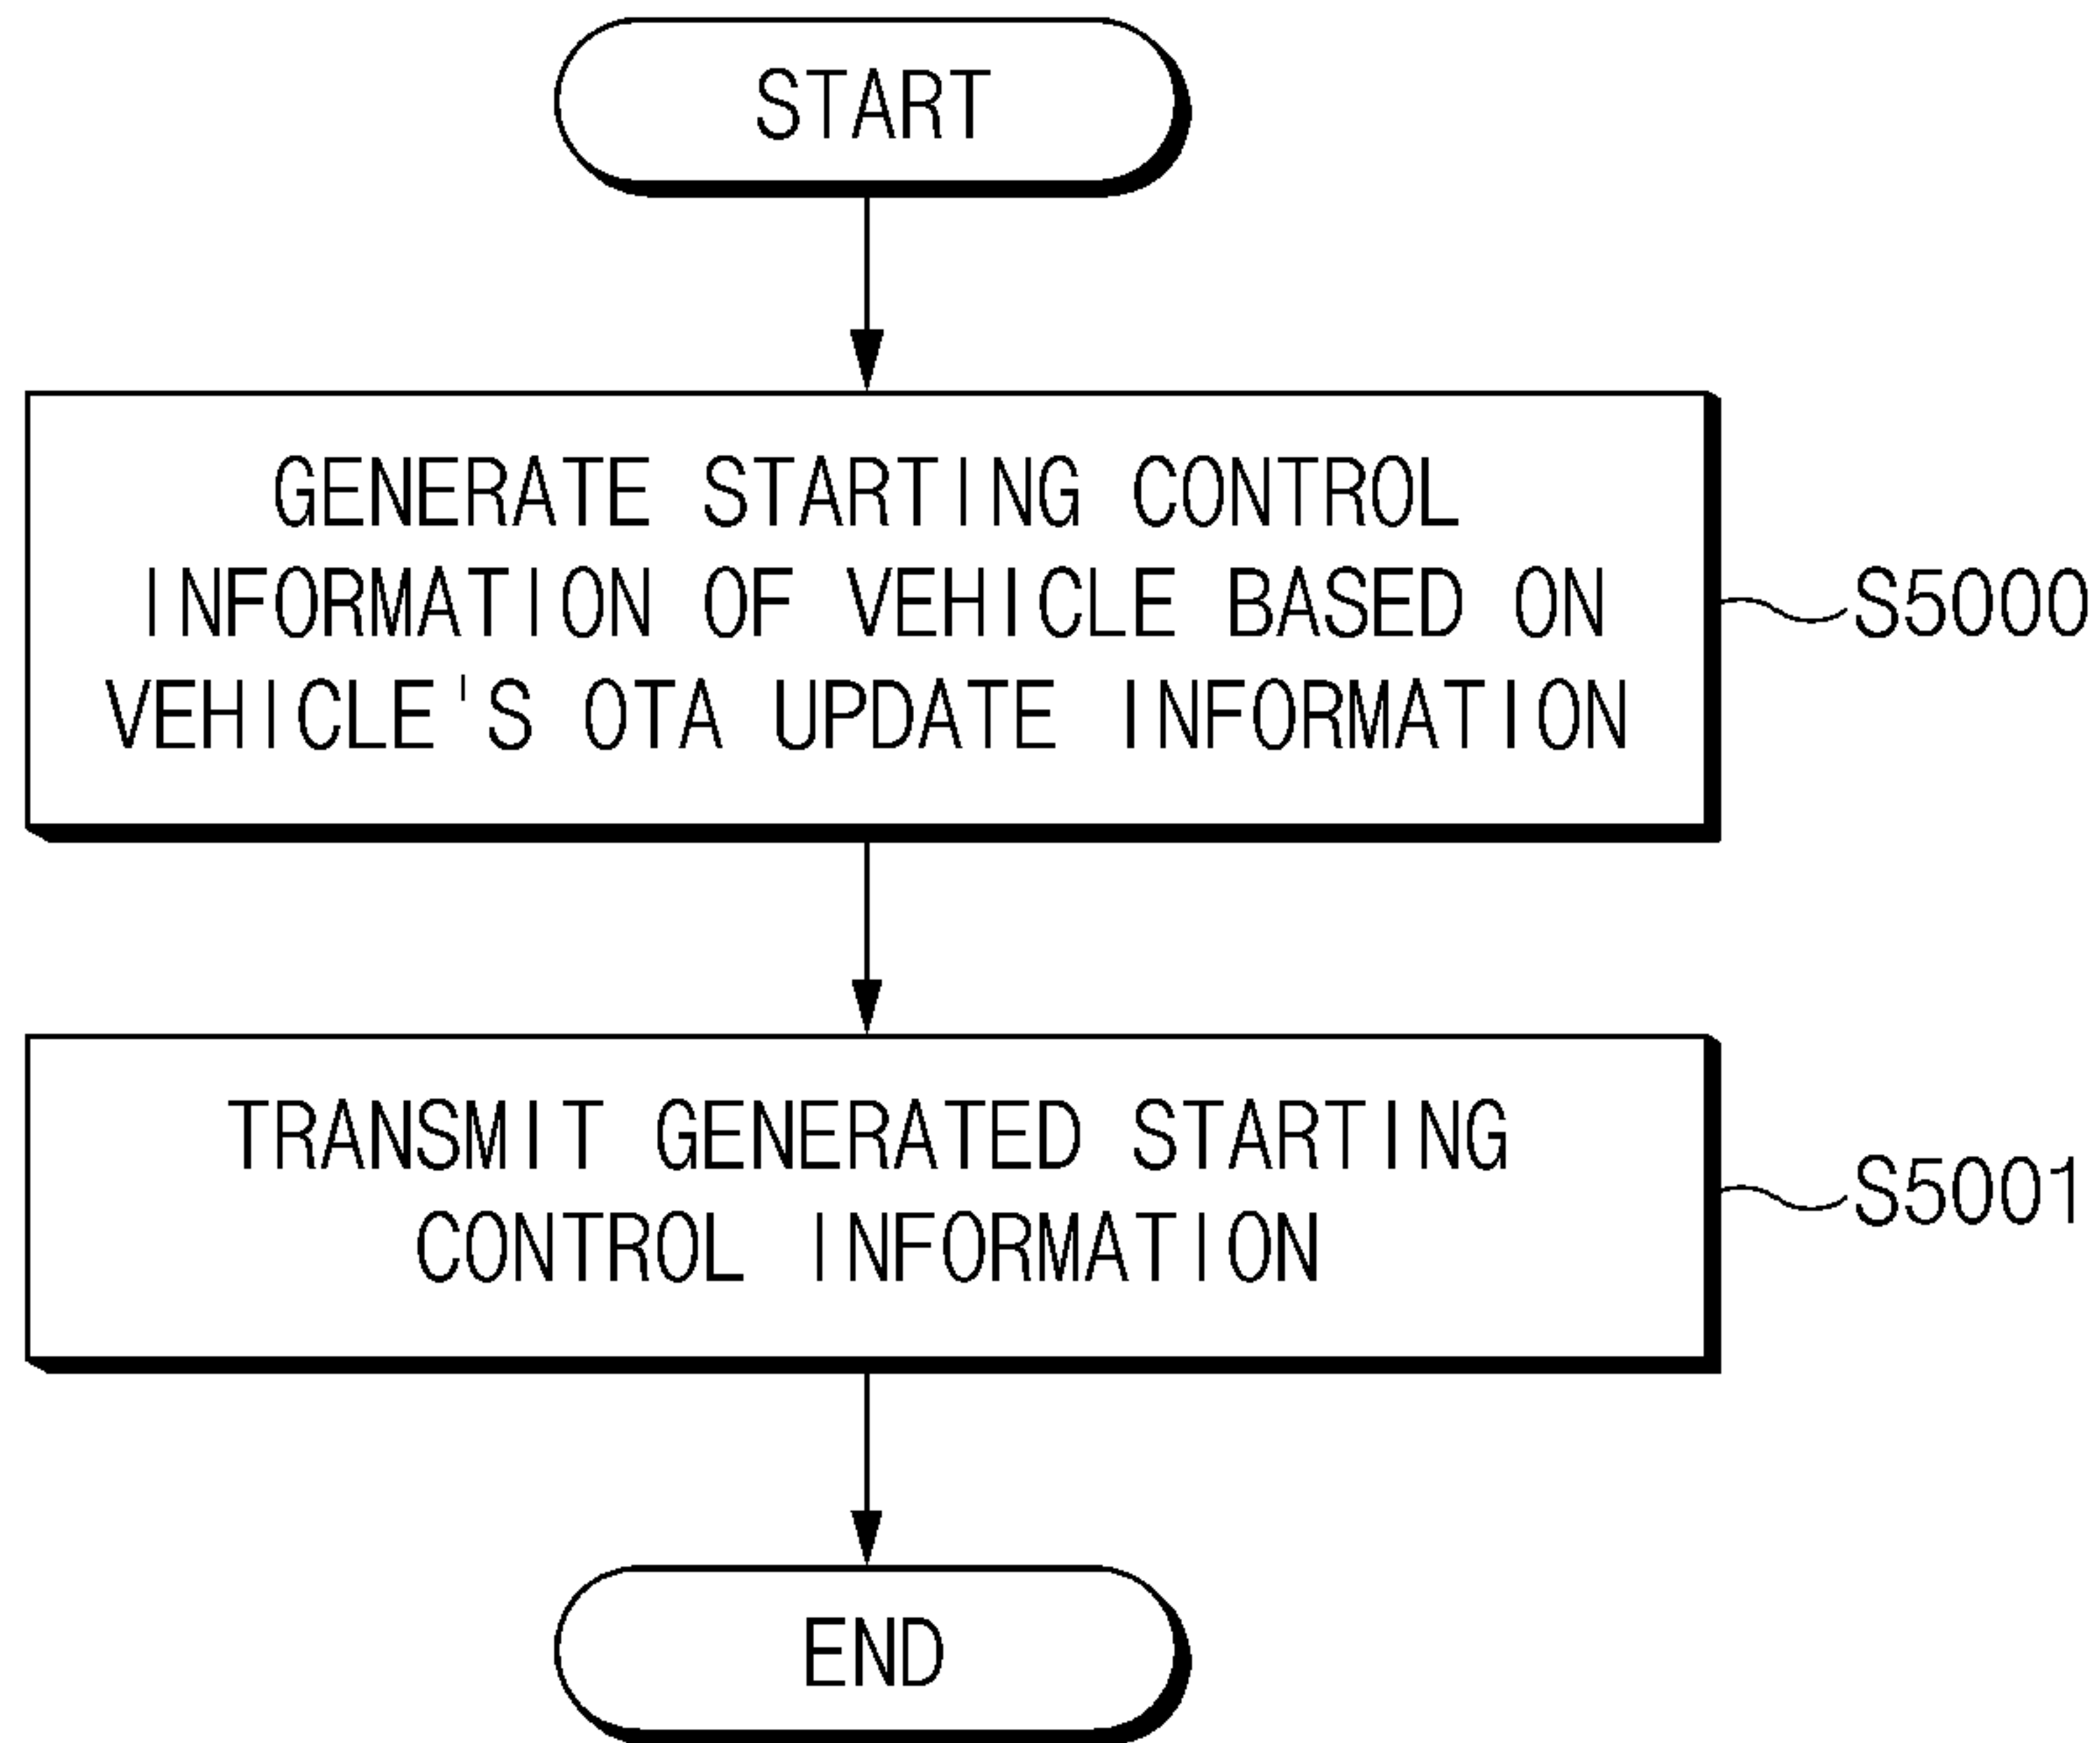 START
GENERATE STARTING CONTROL
INFORMATION OF VEHICLE BASED ON
VEHICLE'S OTA UPDATE INFORMATION
S5000
TRANSMIT GENERATED STARTING
CONTROL INFORMATION
S5001
END